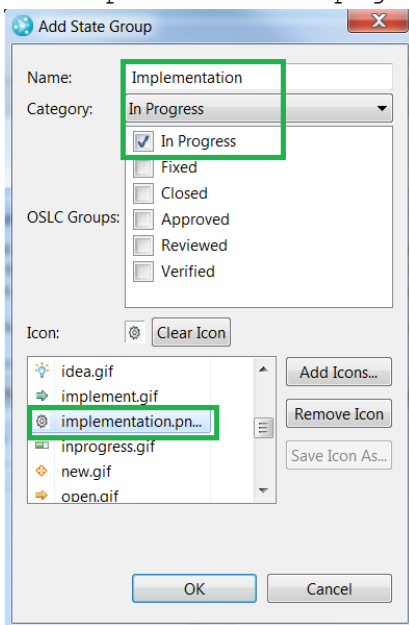 Add State Group
X
Name: Implementation
Category: In Progress
In Progress
Fixed
Closed
OSLC Groups: Approved
Reviewed
Verified
Icon: Clear Icon
idea.gif
Add Icons...
implement.gif
implementation.pn...
Remove Icon
inprogress.gif
Save Icon As...
new.gif
open.gif
OK Cancel